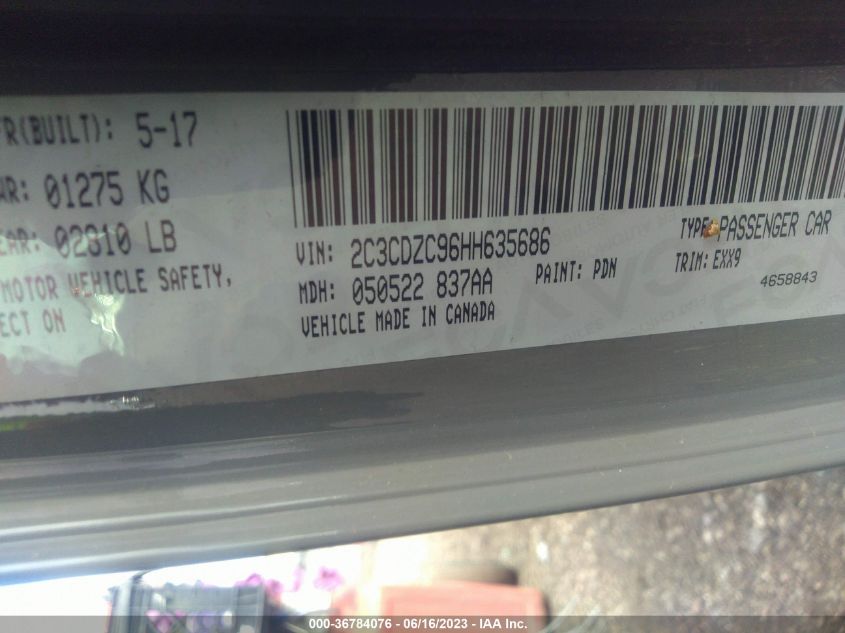 FR(BUILT): 5-17
WR: 01275 KG
EAR: 02810 LB
MOTOR VEHICLE SAFETY,
ECT ON
VIN: 2C3CDZC96HH635686
TYPE: PASSENGER CAR
MDH: 050522 837AA
PAINT: PDN
TRIM: EXX9
VEHICLE MADE IN CANADA
4658843
000-36784076 - 06/16/2023 - IAA Inc.